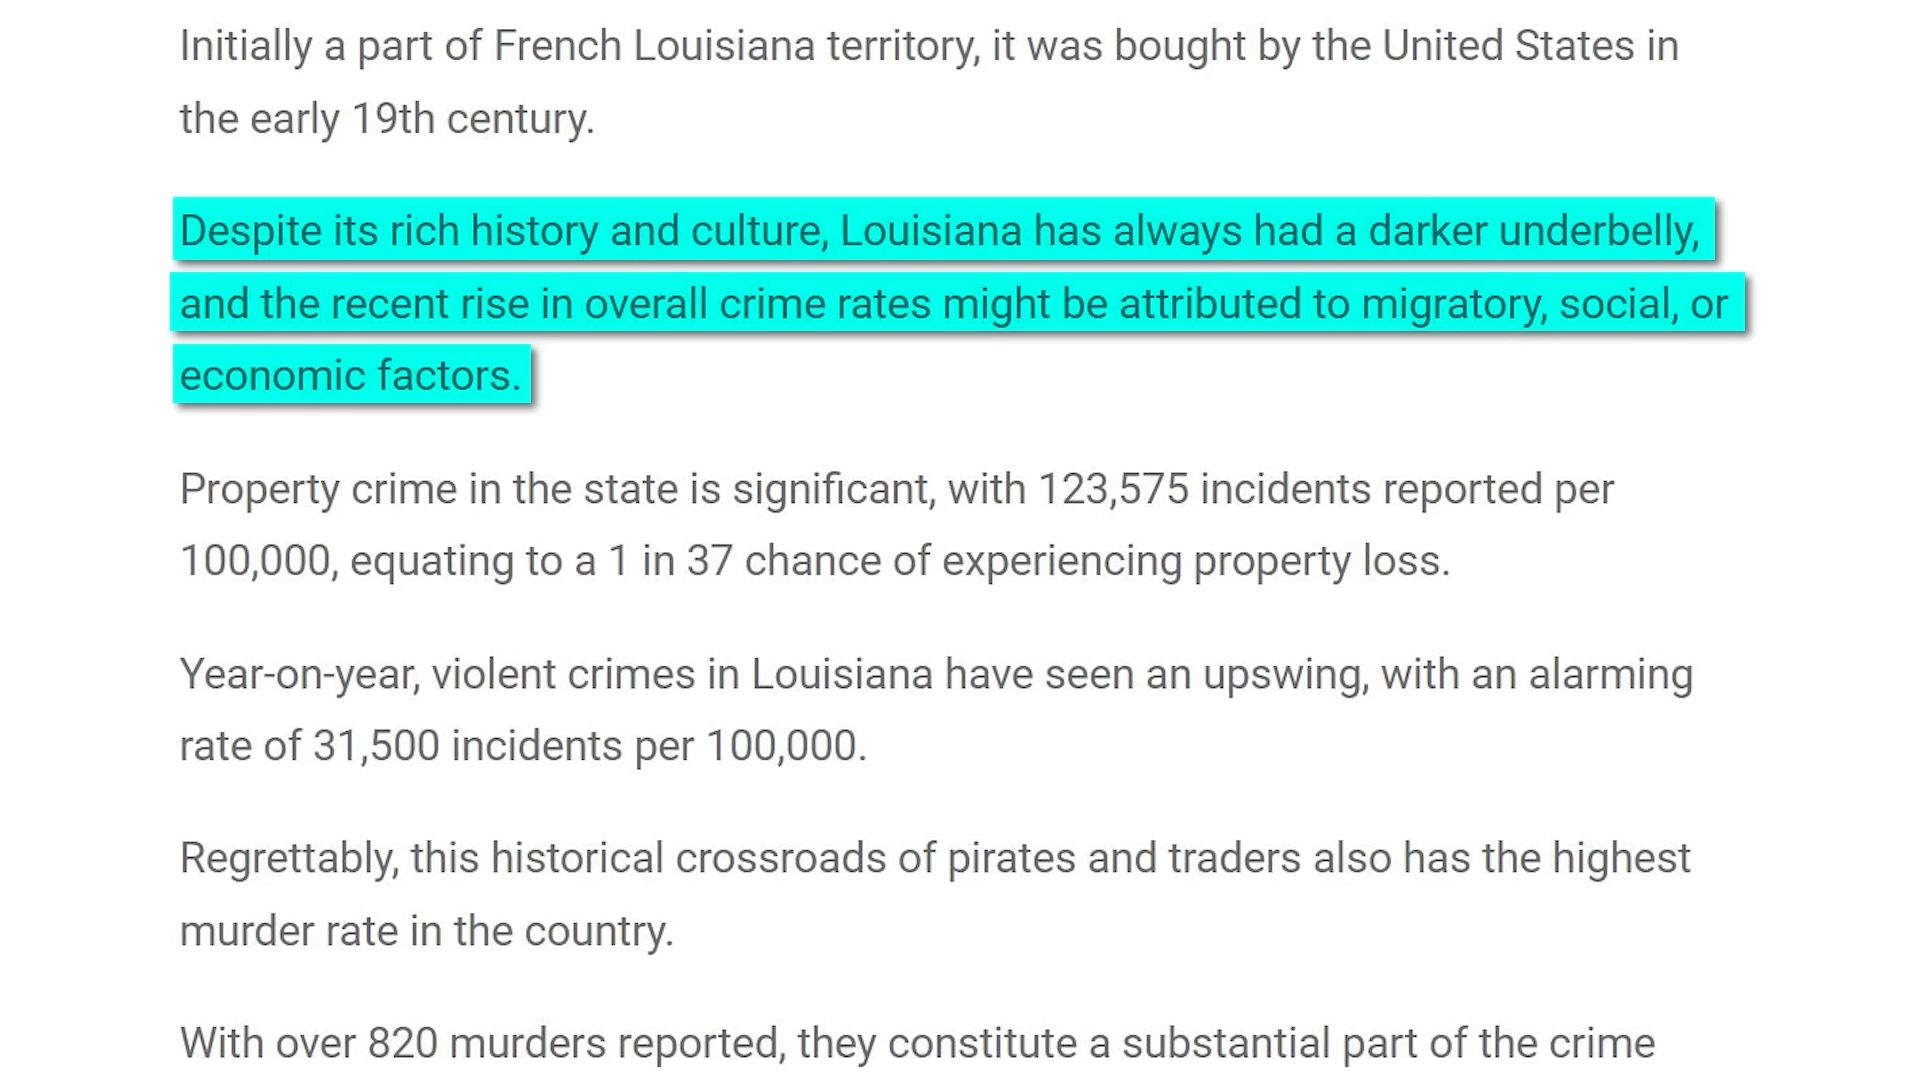 Initially a part of French Louisiana territory, it was bought by the United States in
the early 19th century.
Despite its rich history and culture, Louisiana has always had a darker underbelly,
and the recent rise in overall crime rates might be attributed to migratory, social, or
economic factors.
Property crime in the state is significant, with 123,575 incidents reported per
100,000, equating to a 1 in 37 chance of experiencing property loss.
Year-on-year, violent crimes in Louisiana have seen an upswing, with an alarming
rate of 31,500 incidents per 100,000.
Regrettably, this historical crossroads of pirates and traders also has the highest
murder rate in the country.
With over 820 murders reported, they constitute a substantial part of the crime